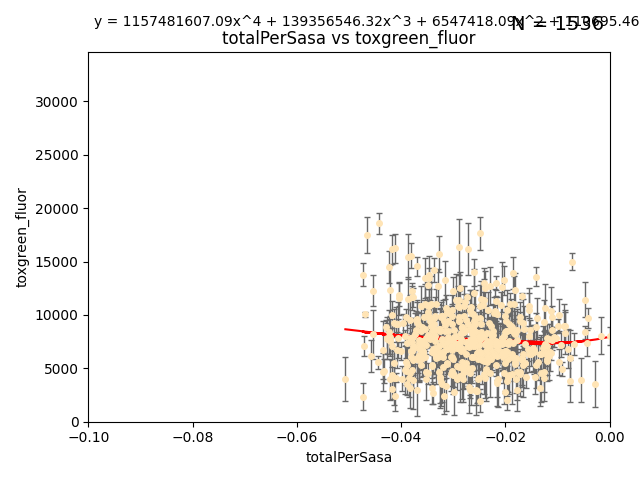 y = 1157481607.09x^4 + 139356546.32x^3 + 6547418.09x^2 +
N = 1536
totalPerSasa vs toxgreen_fluor
30000
25000
20000
15000
10000
5000
0
toxgreen_fluor
−0.10
−0.08
−0.06
−0.04
−0.02
0.00
totalPerSasa